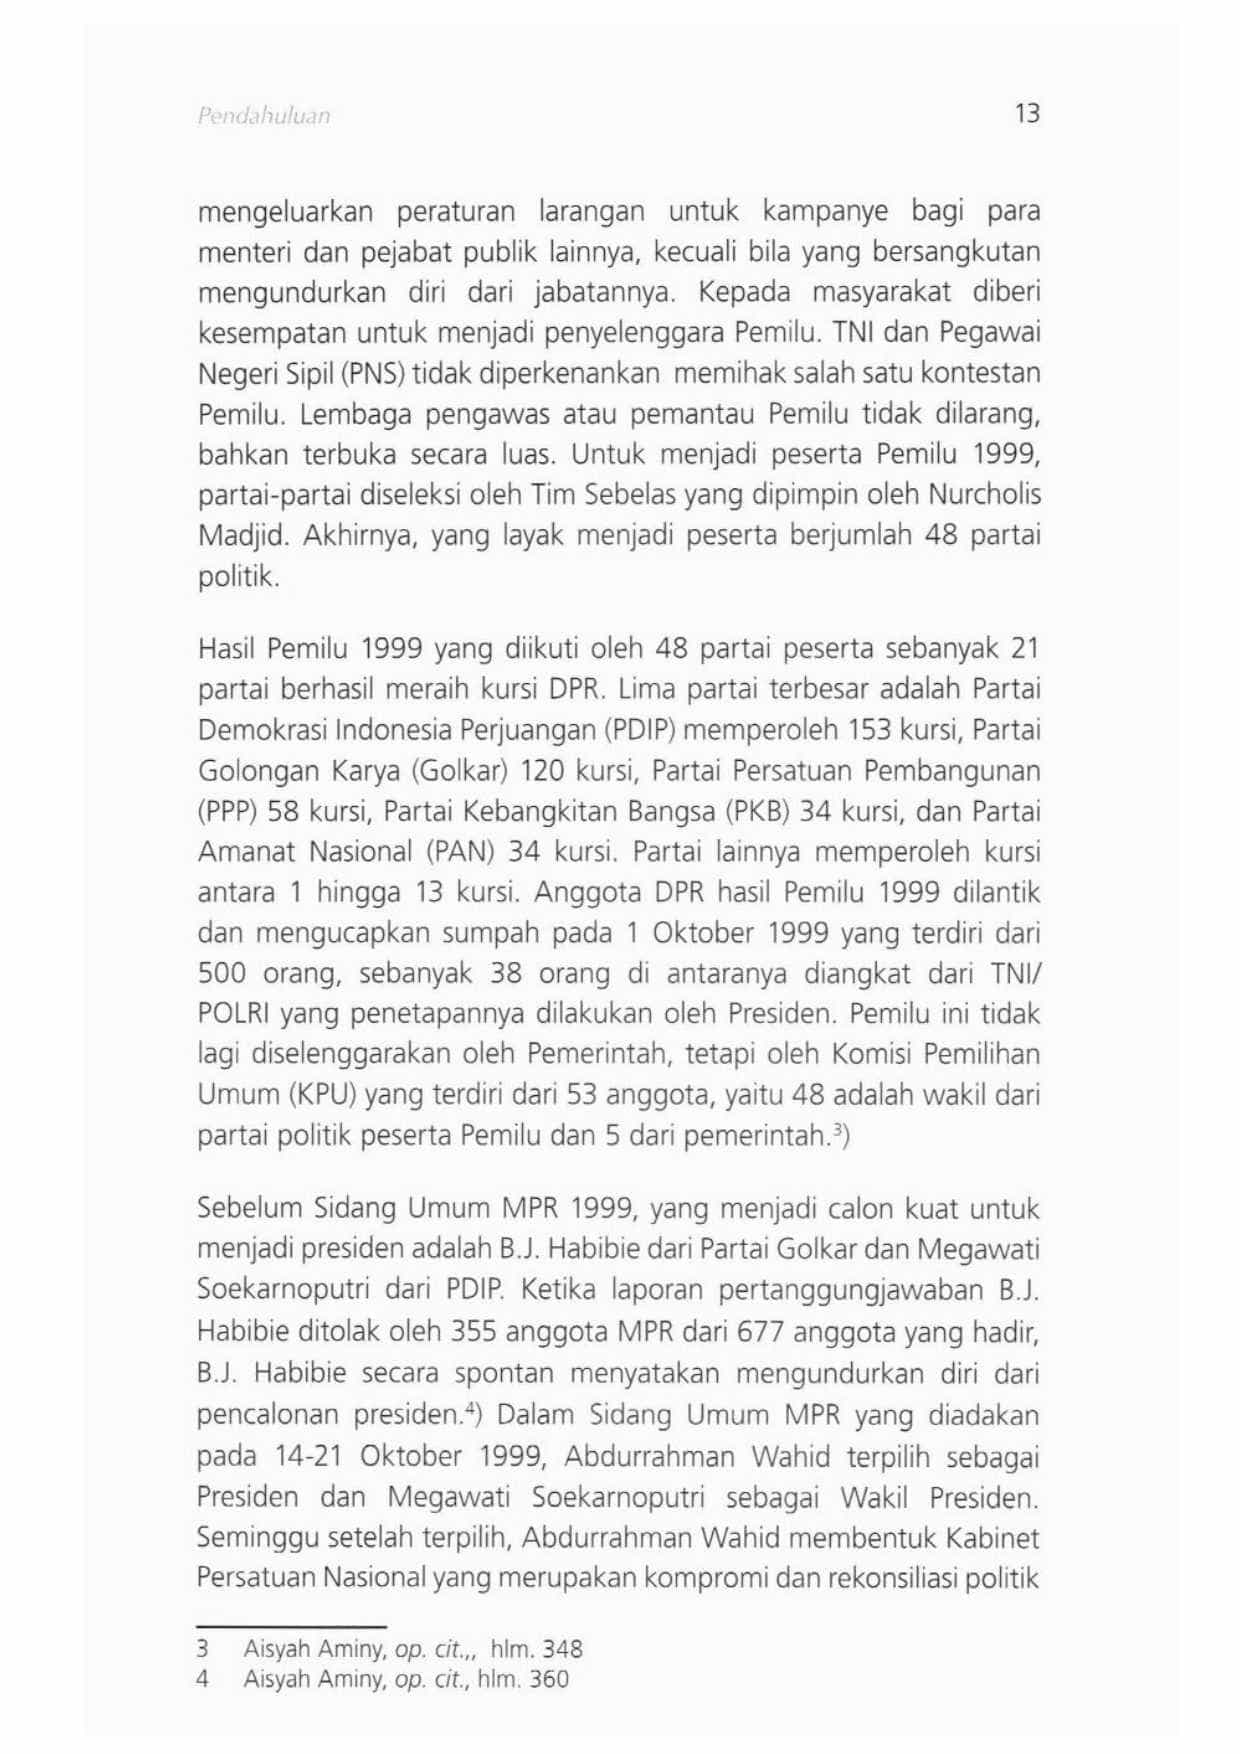 Pendahuluan 13
mengeluarkan peraturan larangan untuk kampanye bagi para
menteri dan pejabat publik lainnya, kecuali bila yang bersangkutan
mengundurkan diri dari jabatannya. Kepada masyarakat diberi
kesempatan untuk menjadi penyelenggara Pemilu. TNI dan Pegawai
Negeri Sipil (PNS) tidak diperkenankan memihak salah satu kontestan
Pemilu. Lembaga pengawas atau pemantau Pemilu tidak dilarang,
bahkan terbuka secara luas. Untuk menjadi peserta Pemilu 1999,
partai-partai diseleksi oleh Tim Sebelas yang dipimpin oleh Nurcholis
Madjid. Akhirnya, yang layak menjadi peserta berjumlah 48 partai
politik.
Hasil Pemilu 1999 yang diikuti oleh 48 partai peserta sebanyak 21
partai berhasil meraih kursi DPR. Lima partai terbesar adalah Partai
Demokrasi Indonesia Perjuangan (PDIP) memperoleh 153 kursi, Partai
Golongan Karya (Golkar) 120 kursi, Partai Persatuan Pembangunan
(PPP) 58 kursi, Partai Kebangkitan Bangsa (PKB) 34 kursi, dan Partai
Amanat Nasional (PAN) 34 kursi. Partai lainnya memperoleh kursi
antara 1 hingga 13 kursi. Anggota DPR hasil Pemilu 1999 dilantik
dan mengucapkan sumpah pada 1 Oktober 1999 yang terdiri dari
500 orang, sebanyak 38 orang di antaranya diangkat dari TNI/
POLRI yang penetapannya dilakukan oleh Presiden. Pemilu ini tidak
lagi diselenggarakan oleh Pemerintah, tetapi oleh Komisi Pemilihan
Umum (KPU) yang terdiri dari 53 anggota, yaitu 48 adalah wakil dari
partai politik peserta Pemilu dan 5 dari pemerintah.³)
Sebelum Sidang Umum MPR 1999, yang menjadi calon kuat untuk
menjadi presiden adalah B.J. Habibie dari Partai Golkar dan Megawati
Soekarnoputri dari PDIP. Ketika laporan pertanggungjawaban B.J.
Habibie ditolak oleh 355 anggota MPR dari 677 anggota yang hadir,
B.J. Habibie secara spontan menyatakan mengundurkan diri dari
pencalonan presiden.⁴) Dalam Sidang Umum MPR yang diadakan
pada 14-21 Oktober 1999, Abdurrahman Wahid terpilih sebagai
Presiden dan Megawati Soekarnoputri sebagai Wakil Presiden.
Seminggu setelah terpilih, Abdurrahman Wahid membentuk Kabinet
Persatuan Nasional yang merupakan kompromi dan rekonsiliasi politik
3 Aisyah Aminy, op. cit.,, hlm. 348
4 Aisyah Aminy, op. cit., hlm. 360